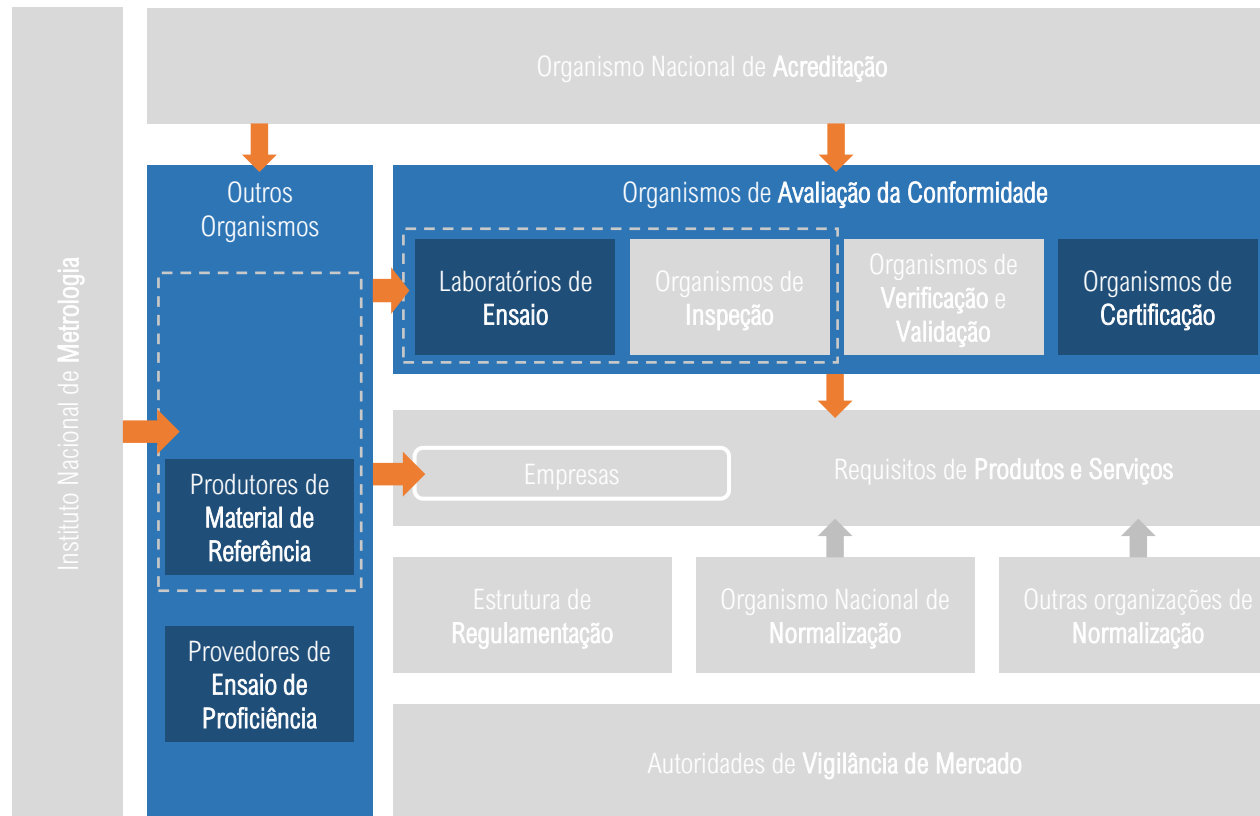 Instituto Nacional de Metrologia
Organismo Nacional de Acreditação
Outros
Organismos
Produtores de
Material de
Referência
Provedores de
Ensaio de
Proficiência
Organismos de Avaliação da Conformidade
Laboratórios de
Ensaio
Organismos de
Inspeção
Organismos de
Verificação e
Validação
Organismos de
Certificação
Empresas
Requisitos de Produtos e Serviços
Estrutura de
Regulamentação
Organismo Nacional de
Normalização
Outras organizações de
Normalização
Autoridades de Vigilância de Mercado